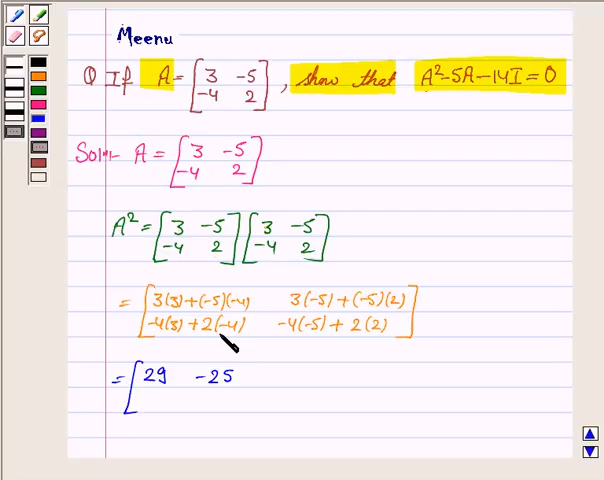 Meenu
Q If A = [3 -5
-4 2], show that A²-5A-14I=0
Soln- A = [3 -5
-4 2]
A² = [3 -5
-4 2] [3 -5
-4 2]
= [3(3)+(-5)(-4) 3(-5)+(-5)(2)
-4(3)+2(-4) -4(-5)+2(2)]
= [29 -25